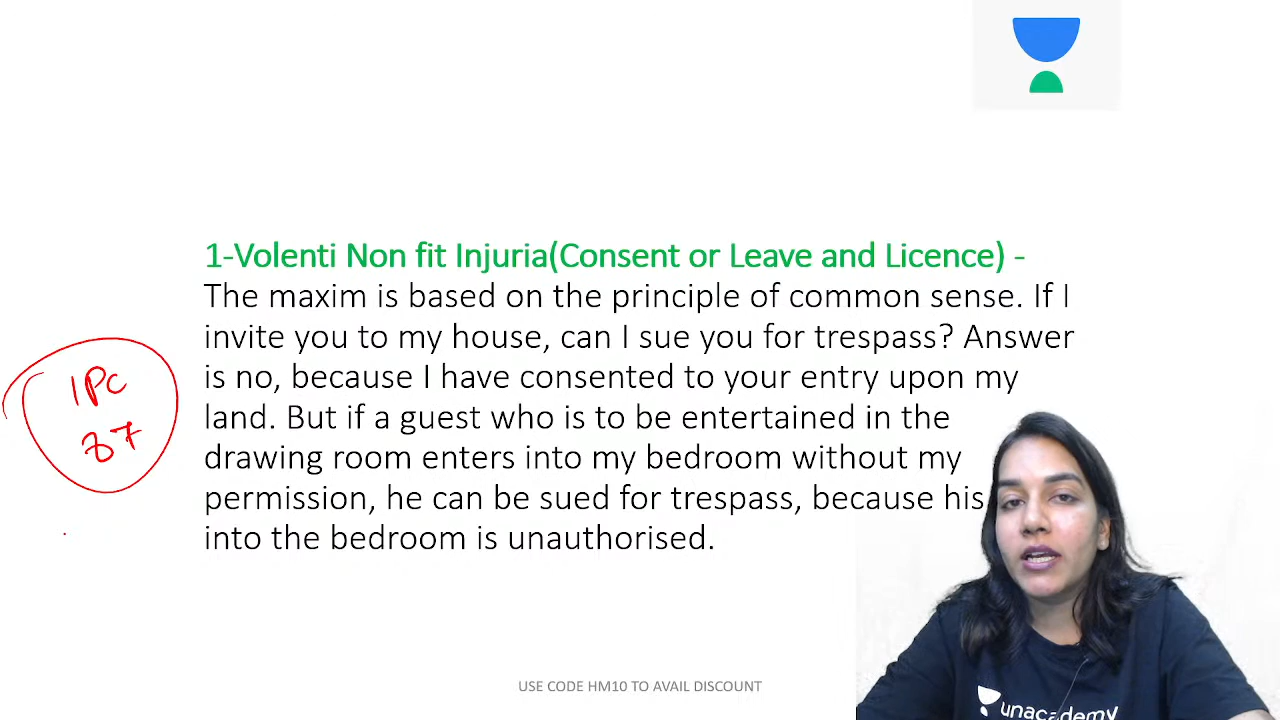 1-Volenti Non fit Injuria(Consent or Leave and Licence) -
The maxim is based on the principle of common sense. If I
invite you to my house, can I sue you for trespass? Answer
is no, because I have consented to your entry upon my
land. But if a guest who is to be entertained in the
drawing room enters into my bedroom without my
permission, he can be sued for trespass, because his
into the bedroom is unauthorised.
IPC
87
USE CODE HM10 TO AVAIL DISCOUNT
unacademy